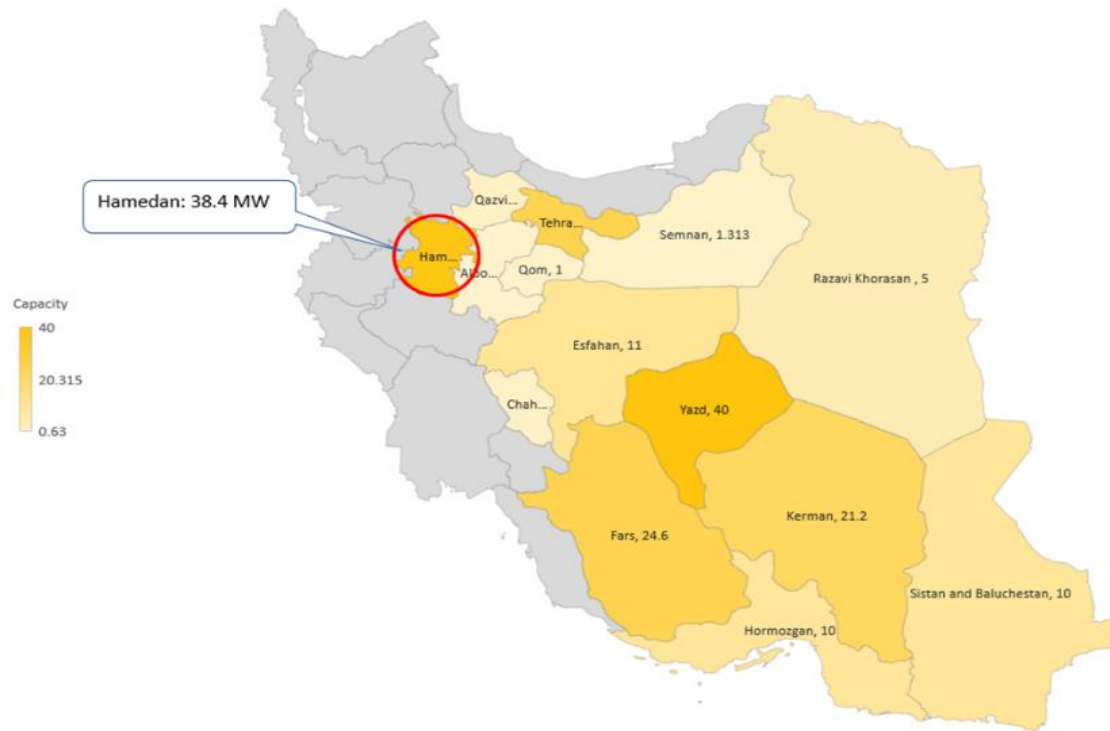 Hamedan: 38.4 MW
Qazvi...
Tehra...
Semnan, 1.313
Ham...
Albo...
Qom, 1
Razavi Khorasan , 5
Capacity
40
20.315
0.63
Esfahan, 11
Chah...
Yazd, 40
Kerman, 21.2
Fars, 24.6
Sistan and Baluchestan, 10
Hormozgan, 10